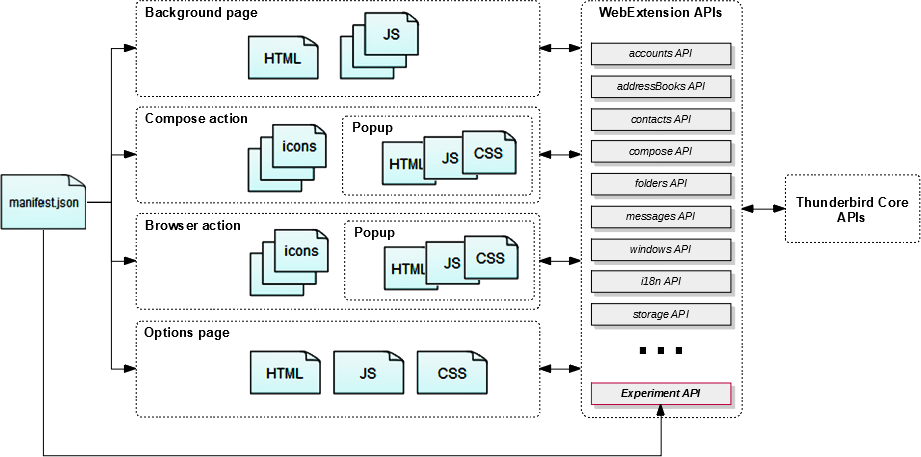 Background page
HTML
JS
Compose action
icons
Popup
HTML
JS
CSS
manifest.json
Browser action
icons
Popup
HTML
JS
CSS
Options page
HTML
JS
CSS
WebExtension APIs
accounts API
addressBooks API
contacts API
compose API
folders API
messages API
windows API
i18n API
storage API
...
Experiment API
Thunderbird Core
APIs